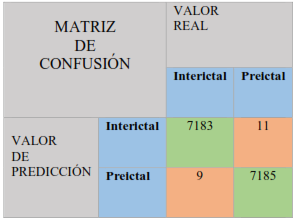 MATRIZ
DE
CONFUSIÓN
VALOR
REAL
Interictal Preictal
VALOR
DE
PREDICCIÓN
Interictal 7183 11
Preictal 9 7185